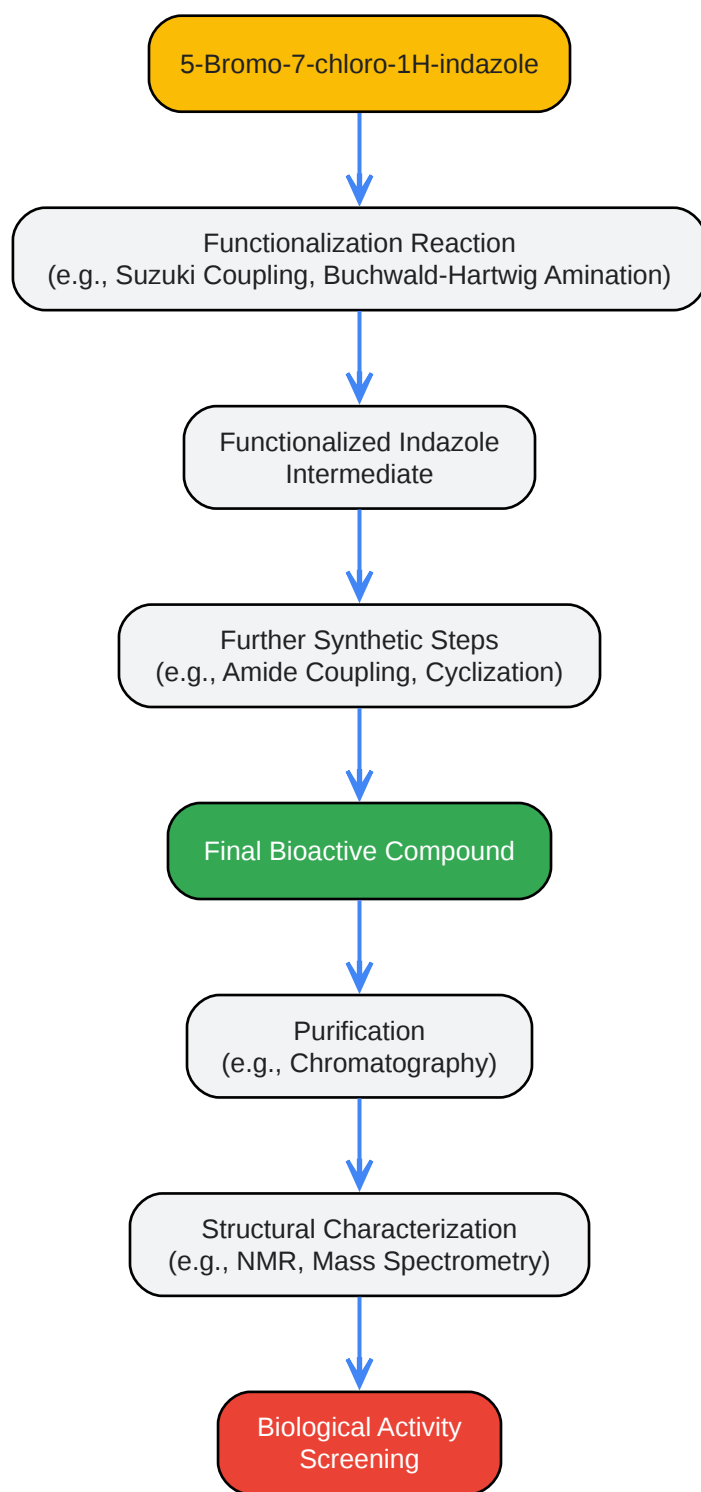 5-Bromo-7-chloro-1H-indazole
Functionalization Reaction
(e.g., Suzuki Coupling, Buchwald-Hartwig Amination)
Functionalized Indazole
Intermediate
Further Synthetic Steps
(e.g., Amide Coupling, Cyclization)
Final Bioactive Compound
Purification
(e.g., Chromatography)
Structural Characterization
(e.g., NMR, Mass Spectrometry)
Biological Activity
Screening